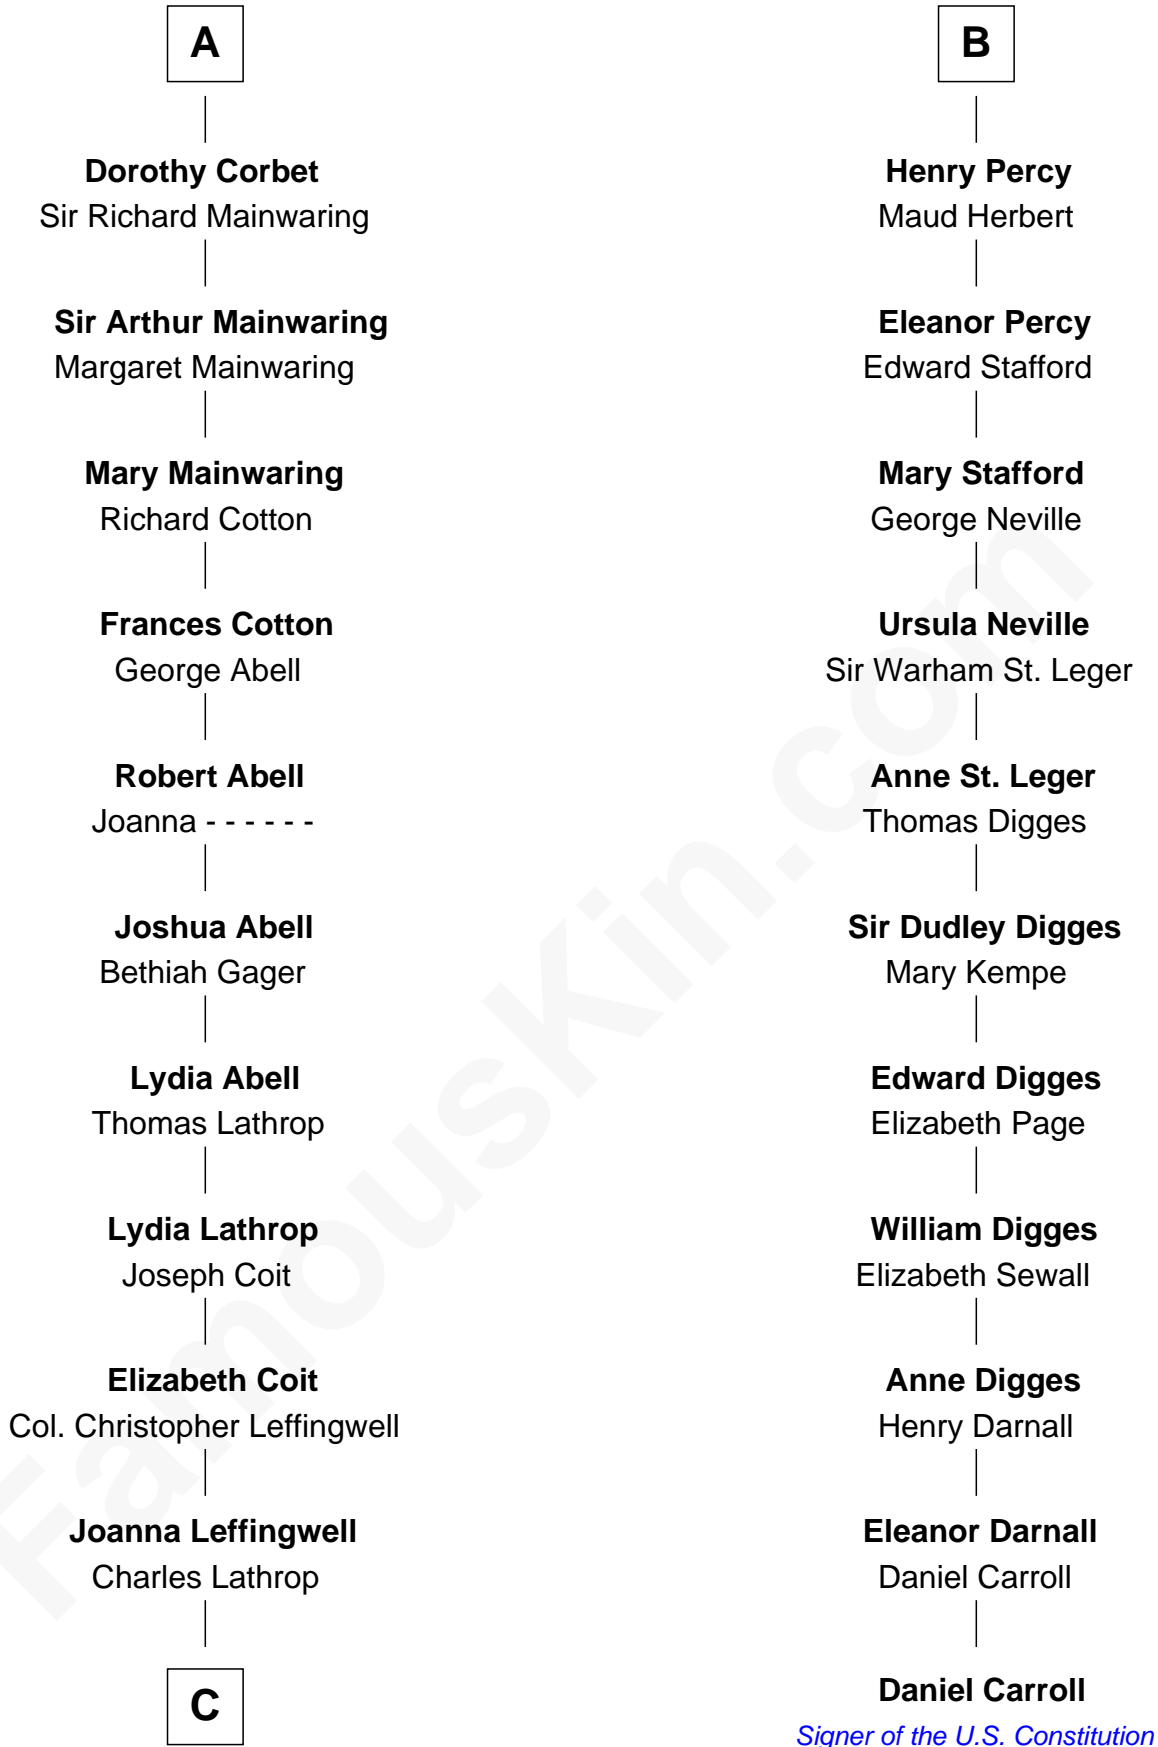 A
Dorothy Corbet
Sir Richard Mainwaring
Sir Arthur Mainwaring
Margaret Mainwaring
Mary Mainwaring
Richard Cotton
Frances Cotton
George Abell
Robert Abell
Joanna - - - - - -
Joshua Abell
Bethiah Gager
Lydia Abell
Thomas Lathrop
Lydia Lathrop
Joseph Coit
Elizabeth Coit
Col. Christopher Leffingwell
Joanna Leffingwell
Charles Lathrop
C
B
Henry Percy
Maud Herbert
Eleanor Percy
Edward Stafford
Mary Stafford
George Neville
Ursula Neville
Sir Warham St. Leger
Anne St. Leger
Thomas Digges
Sir Dudley Digges
Mary Kempe
Edward Digges
Elizabeth Page
William Digges
Elizabeth Sewall
Anne Digges
Henry Darnall
Eleanor Darnall
Daniel Carroll
Daniel Carroll
Signer of the U.S. Constitution
FamousKin.com